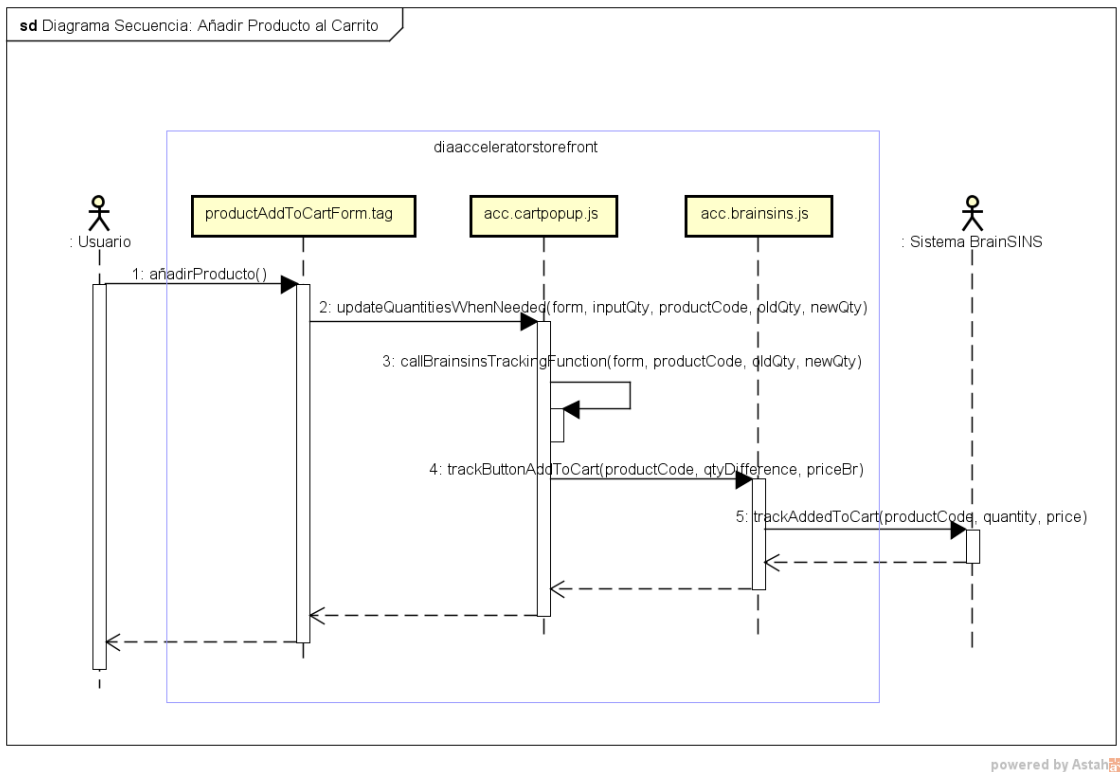 sd Diagrama Secuencia: Añadir Producto al Carrito
diaacceleratorstorefront
productAddToCartForm.tag
acc.cartpopup.js
acc.brainsins.js
: Usuario
: Sistema BrainSINS
1: añadirProducto()
2: updateQuantitiesWhenNeeded(form, inputQty, productCode, oldQty, newQty)
3: callBrainsinsTrackingFunction(form, productCode, oldQty, newQty)
4: trackButtonAddToCart(productCode, qtyDifference, priceBr)
5: trackAddedToCart(productCode, quantity, price)
powered by Astah